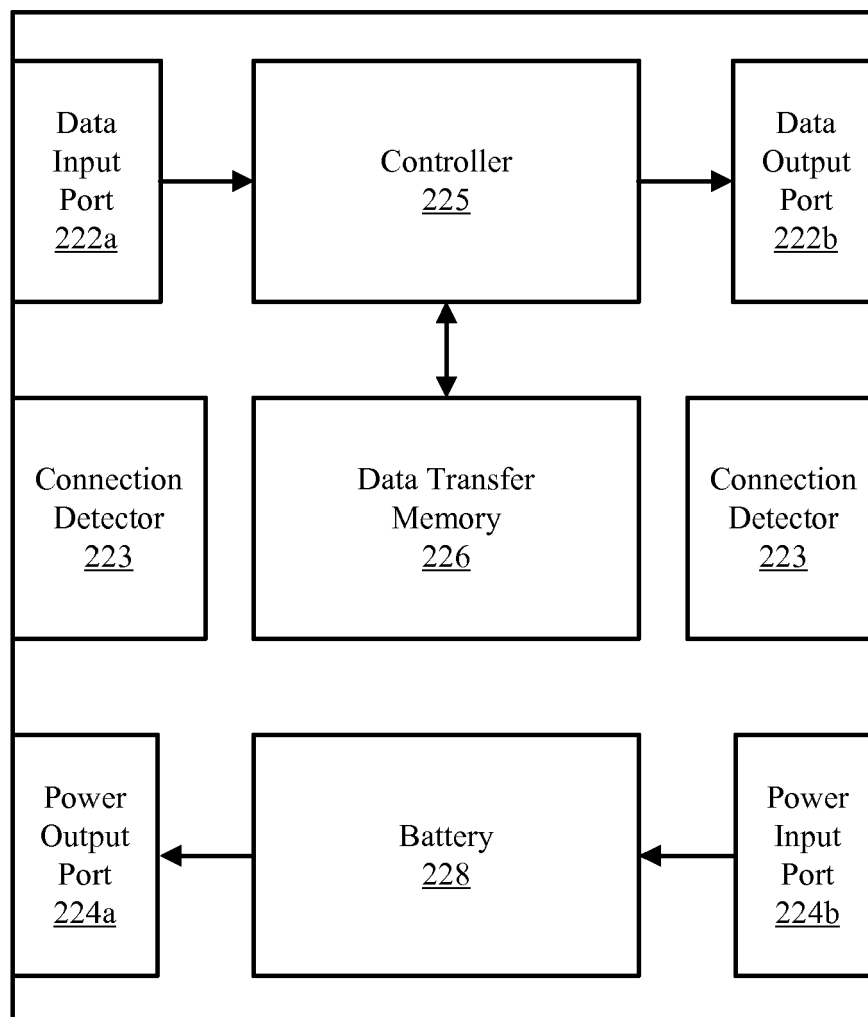 Data
Input
Port
222a
Controller
225
Data
Output
Port
222b
Connection
Detector
223
Data Transfer
Memory
226
Connection
Detector
223
Power
Output
Port
224a
Battery
228
Power
Input
Port
224b